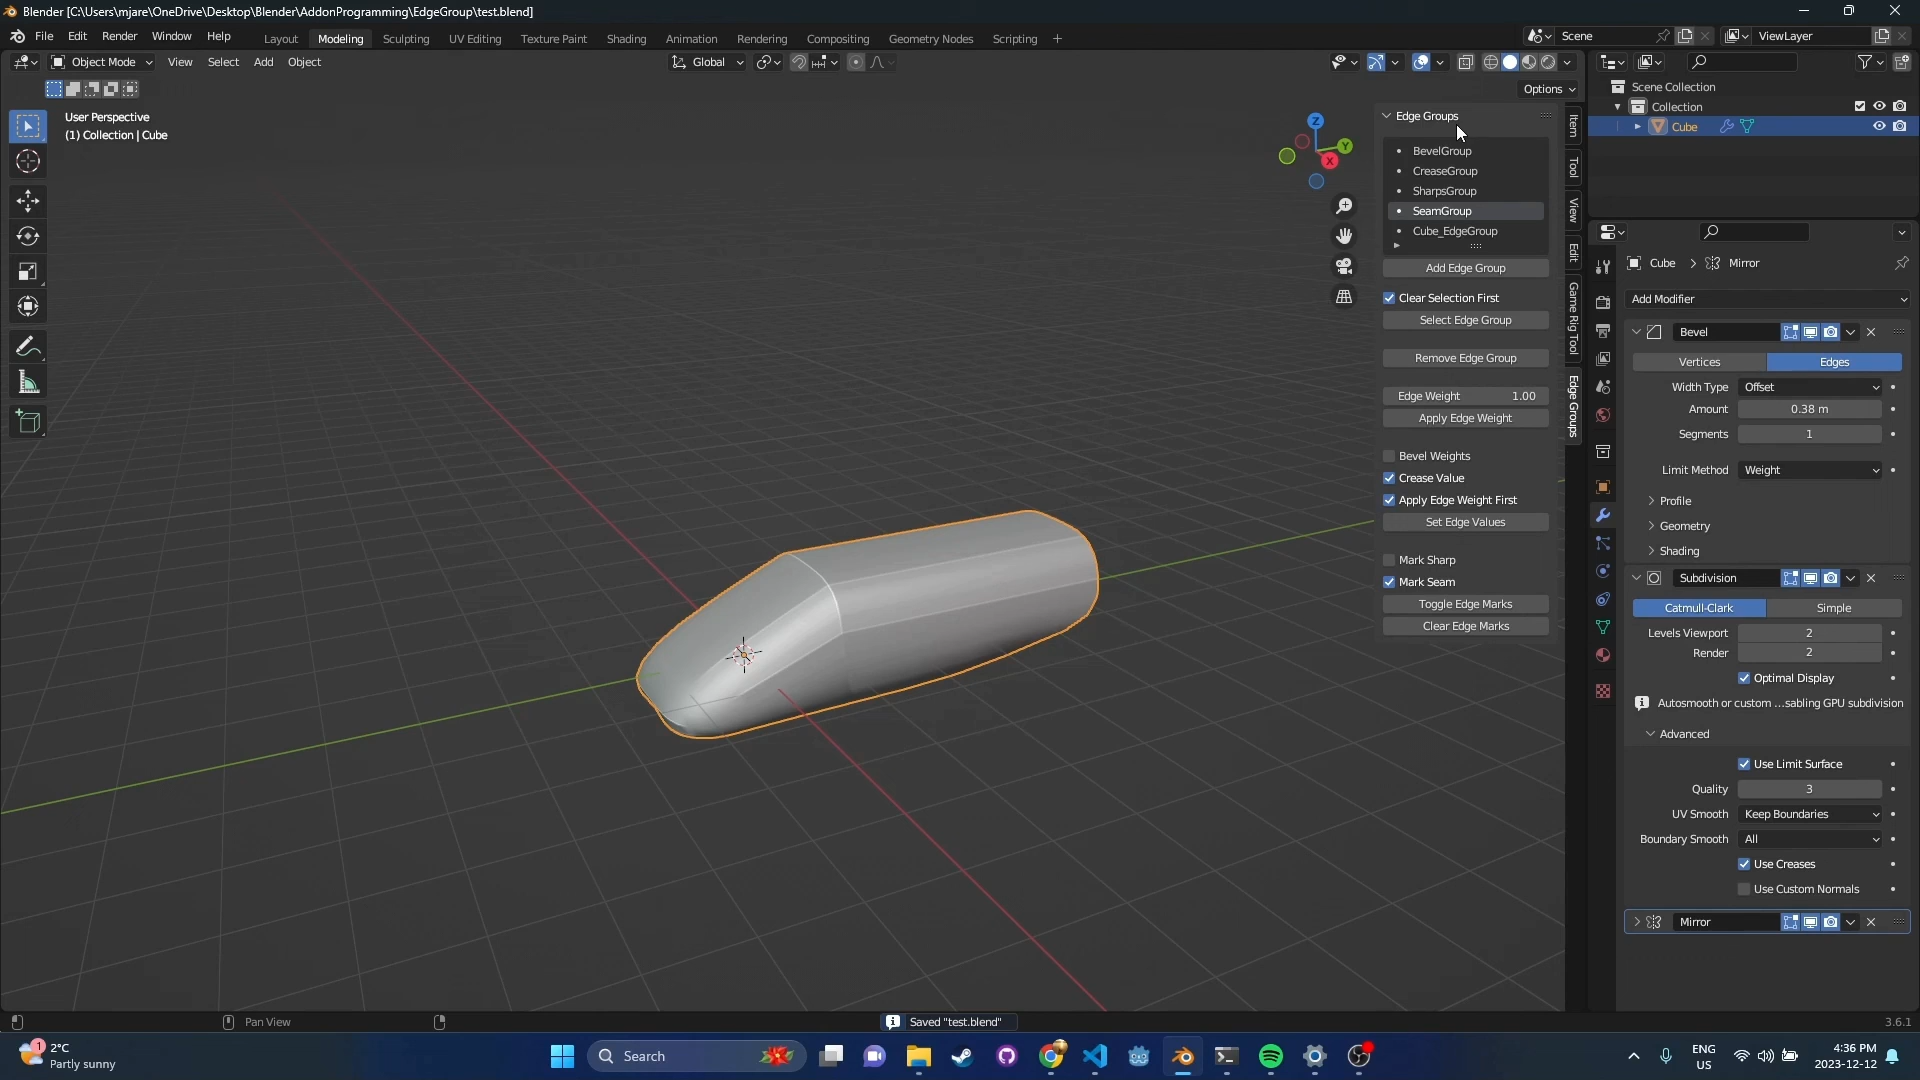 Blender [C:\Users\mjare\OneDrive\Desktop\Blender\AddonProgramming\EdgeGroup\test.blend]
File Edit Render Window Help Layout Modeling Sculpting UV Editing Texture Paint Shading Animation Rendering Compositing Geometry Nodes Scripting + Scene ViewLayer
Object Mode View Select Add Object Global
Options
User Perspective
(1) Collection | Cube
Z
Y
X
Edge Groups
BevelGroup
CreaseGroup
SharpsGroup
SeamGroup
Cube_EdgeGroup
Add Edge Group
Clear Selection First
Select Edge Group
Remove Edge Group
Edge Weight 1.00
Apply Edge Weight
Bevel Weights
Crease Value
Apply Edge Weight First
Set Edge Values
Mark Sharp
Mark Seam
Toggle Edge Marks
Clear Edge Marks
Item
Tool
View
Edit
Game Rig Tool
Edge Groups
Scene Collection
Collection
Cube
Cube > Mirror
Add Modifier
Bevel
Vertices Edges
Width Type Offset
Amount 0.38 m
Segments 1
Limit Method Weight
Profile
Geometry
Shading
Subdivision
Catmull-Clark Simple
Levels Viewport 2
Render 2
Optimal Display
Autosmooth or custom ...sabling GPU subdivision
Advanced
Use Limit Surface
Quality 3
UV Smooth Keep Boundaries
Boundary Smooth All
Use Creases
Use Custom Normals
Mirror
Pan View
Saved "test.blend"
3.6.1
1
2°C
Partly sunny
Search
ENG
US
4:36 PM
2023-12-12